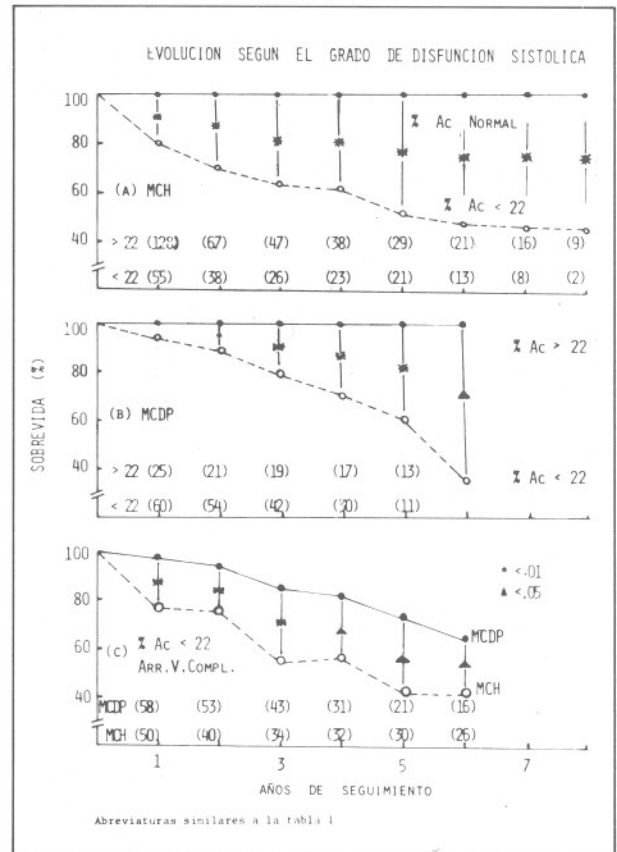 EVOLUCION SEGUN EL GRADO DE DISFUNCION SISTOLICA
100
80
60
40
% Ac NORMAL
% Ac < 22
(A) MCH
> 22 (128) (67) (47) (38) (29) (21) (16) (9)
< 22 (55) (38) (26) (23) (21) (13) (8) (2)
SOBREVIDA (%)
100
80
60
40
% Ac > 22
(B) MCDP
> 22 (25) (21) (19) (17) (13)
% Ac < 22
< 22 (60) (54) (42) (30) (11)
100
80
60
40
* <.01
▲ <.05
MCDP
(C) % Ac < 22
ARR.V.COMPL.
MCH
MCDP (58) (53) (43) (31) (21) (16)
MCH (50) (40) (34) (32) (30) (26)
1 3 5 7
AÑOS DE SEGUIMIENTO
Abreviaturas similares a la tabla 1